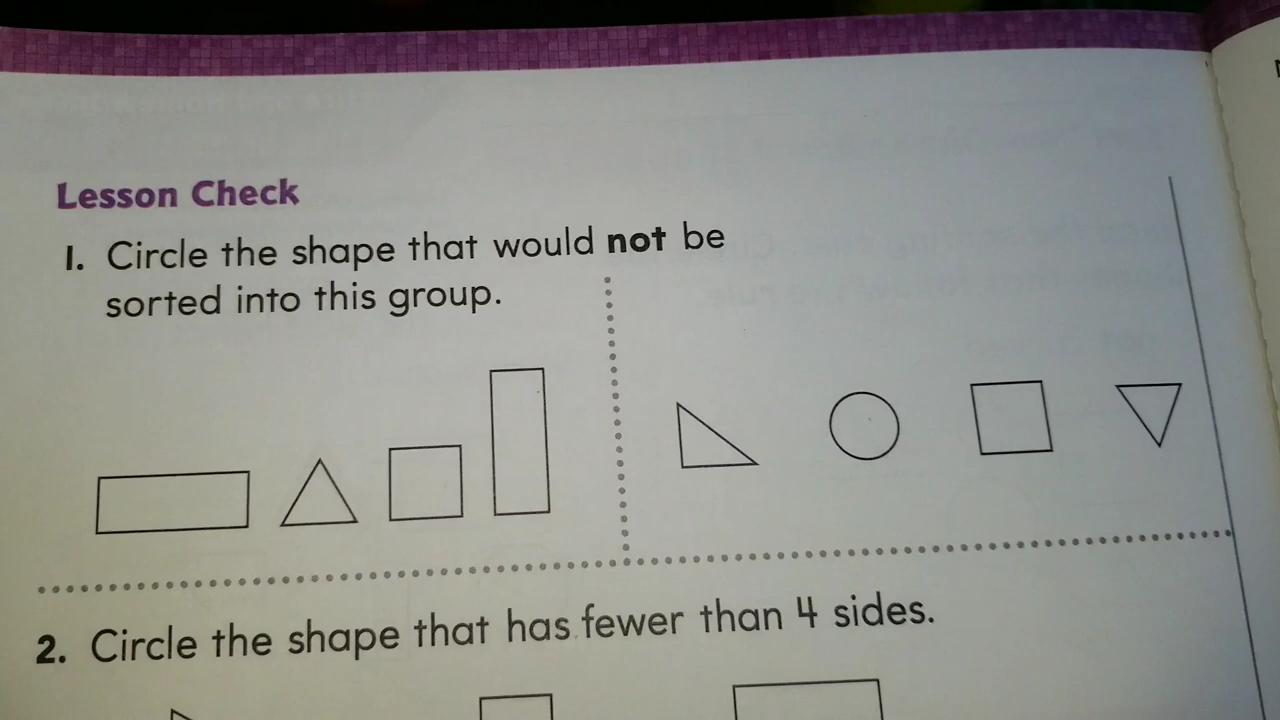 Lesson Check
1. Circle the shape that would not be
sorted into this group.
2. Circle the shape that has fewer than 4 sides.